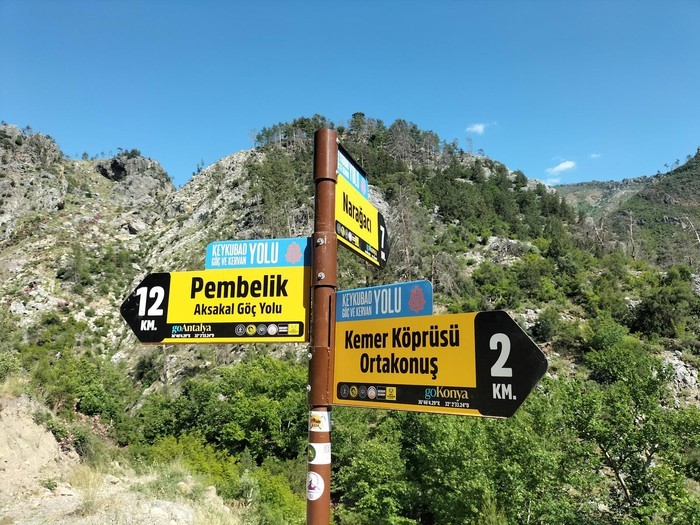 KEYKUBAD
GÖÇ VE KERVAN YOLU
12 KM.
Pembelik
Aksakal Göç Yolu
goAntalya
Narağacı
7
KEYKUBAD
GÖÇ VE KERVAN YOLU
Kemer Köprüsü
Ortakonuş
2 KM.
goKonya